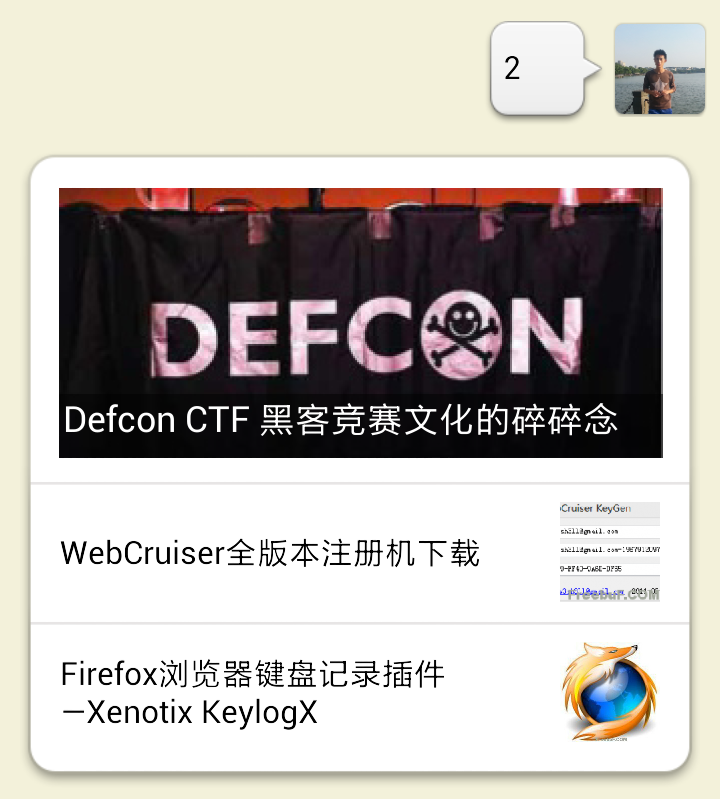 2
DEFCON
Defcon CTF 黑客竞赛文化的碎碎念
WebCruiser全版本注册机下载
Cruiser KeyGen
FreeBuf.COM
Firefox浏览器键盘记录插件
—Xenotix KeylogX